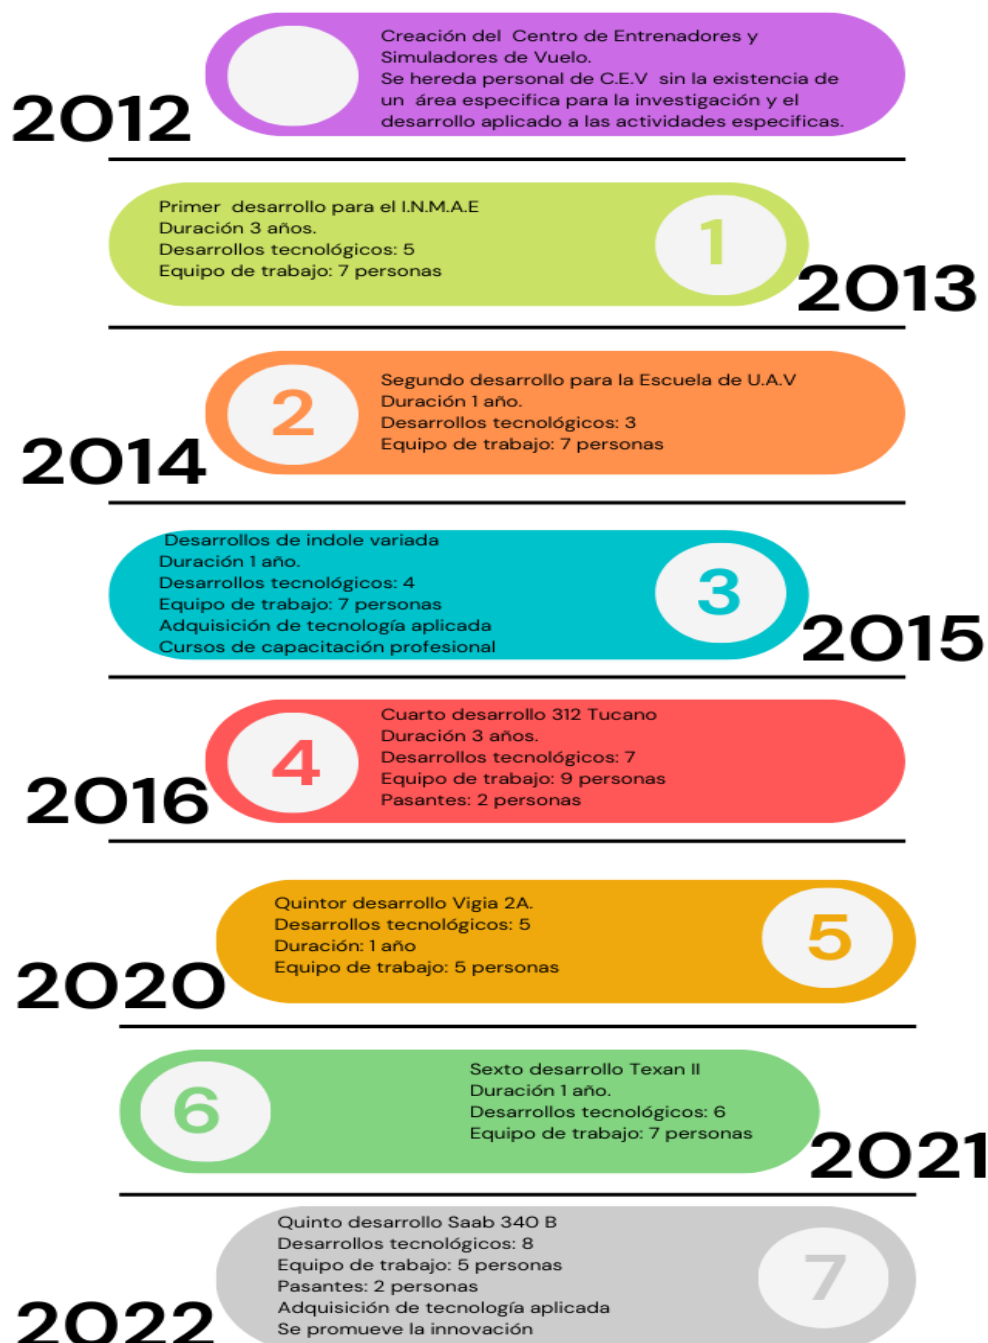 Creación del Centro de Entrenadores y
Simuladores de Vuelo.
Se hereda personal de C.E.V sin la existencia de
un área especifica para la investigación y el
desarrollo aplicado a las actividades especificas.
2012
Primer desarrollo para el I.N.M.A.E
Duración 3 años.
Desarrollos tecnológicos: 5
Equipo de trabajo: 7 personas
1
2013
2
Segundo desarrollo para la Escuela de U.A.V
Duración 1 año.
Desarrollos tecnológicos: 3
Equipo de trabajo: 7 personas
2014
Desarrollos de indole variada
Duración 1 año.
Desarrollos tecnológicos: 4
Equipo de trabajo: 7 personas
Adquisición de tecnología aplicada
Cursos de capacitación profesional
3
2015
4
Cuarto desarrollo 312 Tucano
Duración 3 años.
Desarrollos tecnológicos: 7
Equipo de trabajo: 9 personas
Pasantes: 2 personas
2016
Quintor desarrollo Vigia 2A.
Desarrollos tecnológicos: 5
Duración: 1 año
Equipo de trabajo: 5 personas
5
2020
6
Sexto desarrollo Texan II
Duración 1 año.
Desarrollos tecnológicos: 6
Equipo de trabajo: 7 personas
2021
Quinto desarrollo Saab 340 B
Desarrollos tecnológicos: 8
Equipo de trabajo: 5 personas
Pasantes: 2 personas
Adquisición de tecnología aplicada
Se promueve la innovación
7
2022